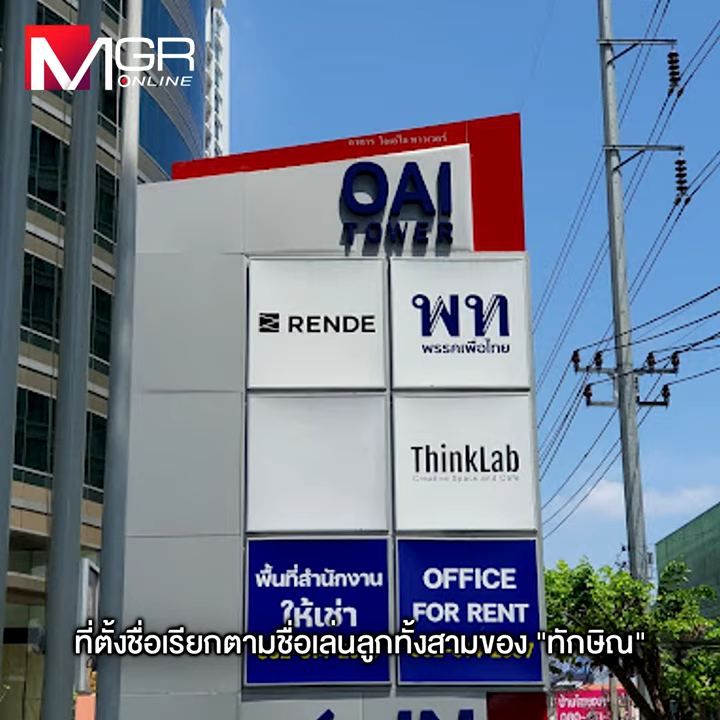 MGR
ONLINE
อาคาร โอเอไอ ทาวเวอร์
OAI
TOWER
RENDE
พท
พรรคเพื่อไทย
ThinkLab
Creative Space and Cafe
พื้นที่สำนักงาน
ให้เช่า
OFFICE
FOR RENT
ที่ตั้งชื่อเรียกตามชื่อเล่นลูกทั้งสามของ "ทักษิณ"